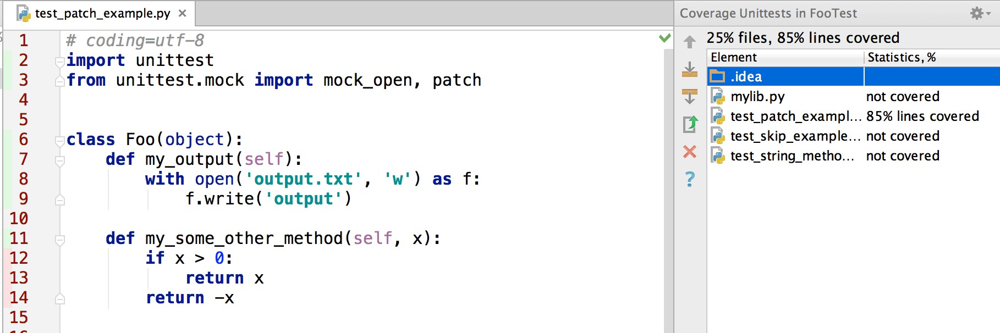 test_patch_example.py ×
1 # coding=utf-8
2 import unittest
3 from unittest.mock import mock_open, patch
4
5
6 class Foo(object):
7 def my_output(self):
8 with open('output.txt', 'w') as f:
9 f.write('output')
10
11 def my_some_other_method(self, x):
12 if x > 0:
13 return x
14 return -x
15
Coverage Unittests in FooTest
25% files, 85% lines covered
Element Statistics, %
.idea
mylib.py not covered
test_patch_exampl... 85% lines covered
test_skip_example... not covered
test_string_metho... not covered
?